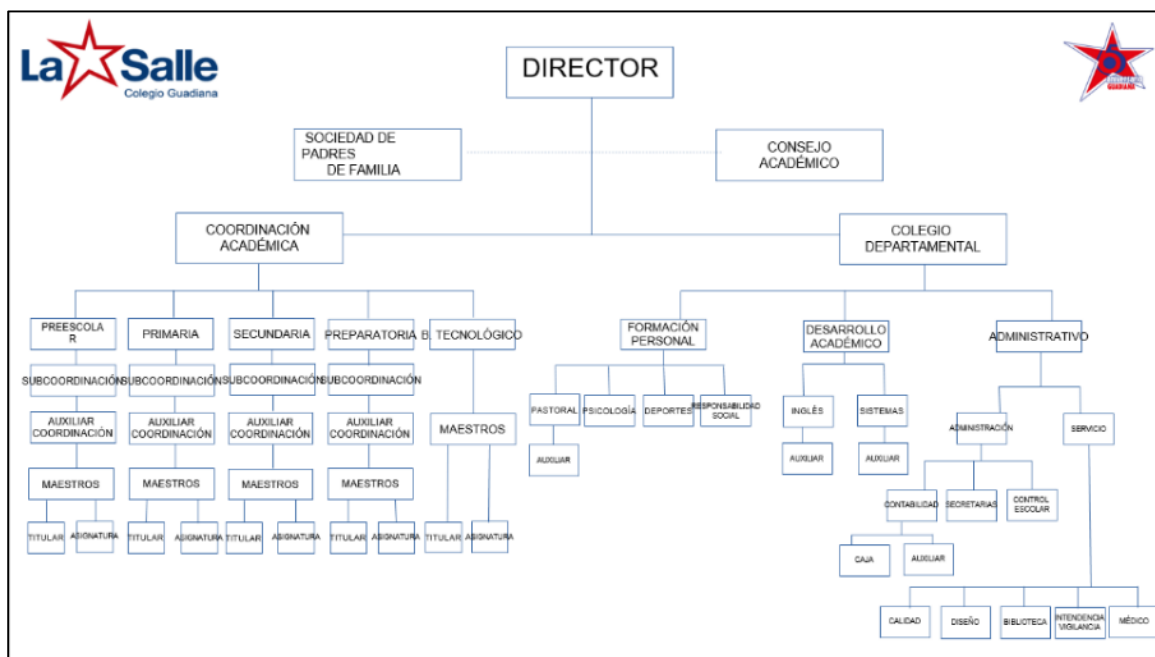 La Salle
Colegio Guadiana
DIRECTOR
GUADIANA
SOCIEDAD DE
PADRES
DE FAMILIA
CONSEJO
ACADÉMICO
COORDINACIÓN
ACADÉMICA
COLEGIO
DEPARTAMENTAL
PREESCOLA
R
PRIMARIA
SECUNDARIA
PREPARATORIA
B. TECNOLÓGICO
FORMACIÓN
PERSONAL
DESARROLLO
ACADÉMICO
ADMINISTRATIVO
SUBCOORDINACIÓN
SUBCOORDINACIÓN
SUBCOORDINACIÓN
SUBCOORDINACIÓN
AUXILIAR
COORDINACIÓN
AUXILIAR
COORDINACIÓN
AUXILIAR
COORDINACIÓN
AUXILIAR
COORDINACIÓN
MAESTROS
PASTORAL
PSICOLOGÍA
DEPORTES
RESPONSABILIDAD
SOCIAL
INGLÉS
SISTEMAS
ADMINISTRACIÓN
SERVICIO
AUXILIAR
AUXILIAR
AUXILIAR
MAESTROS
MAESTROS
MAESTROS
MAESTROS
CONTABILIDAD
SECRETARIAS
CONTROL
ESCOLAR
TITULAR
ASIGNATURA
TITULAR
ASIGNATURA
TITULAR
ASIGNATURA
TITULAR
ASIGNATURA
TITULAR
ASIGNATURA
CAJA
AUXILIAR
CALIDAD
DISEÑO
BIBLIOTECA
INTENDENCIA
VIGILANCIA
MÉDICO